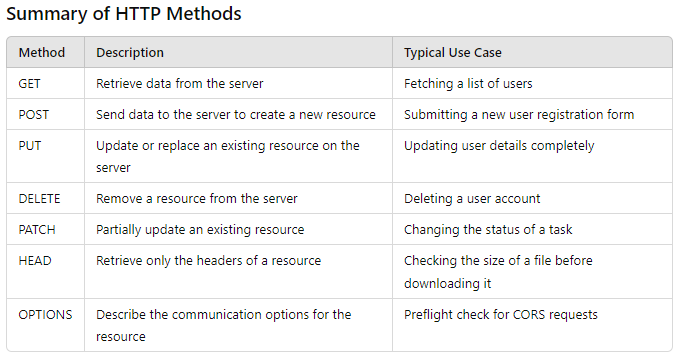 Summary of HTTP Methods
Method Description Typical Use Case
GET Retrieve data from the server Fetching a list of users
POST Send data to the server to create a new resource Submitting a new user registration form
PUT Update or replace an existing resource on the Updating user details completely
server
DELETE Remove a resource from the server Deleting a user account
PATCH Partially update an existing resource Changing the status of a task
HEAD Retrieve only the headers of a resource Checking the size of a file before
downloading it
OPTIONS Describe the communication options for the Preflight check for CORS requests
resource